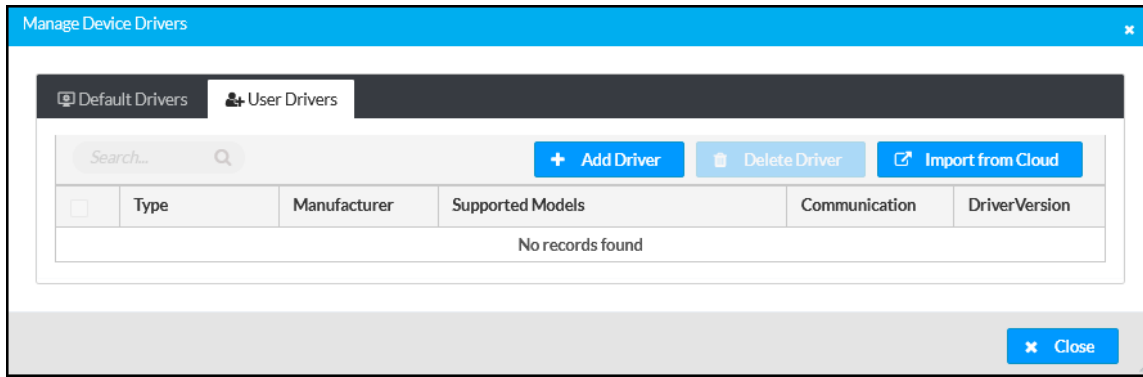 Manage Device Drivers
Default Drivers User Drivers
Search... Add Driver Delete Driver Import from Cloud
Type Manufacturer Supported Models Communication DriverVersion
No records found
Close